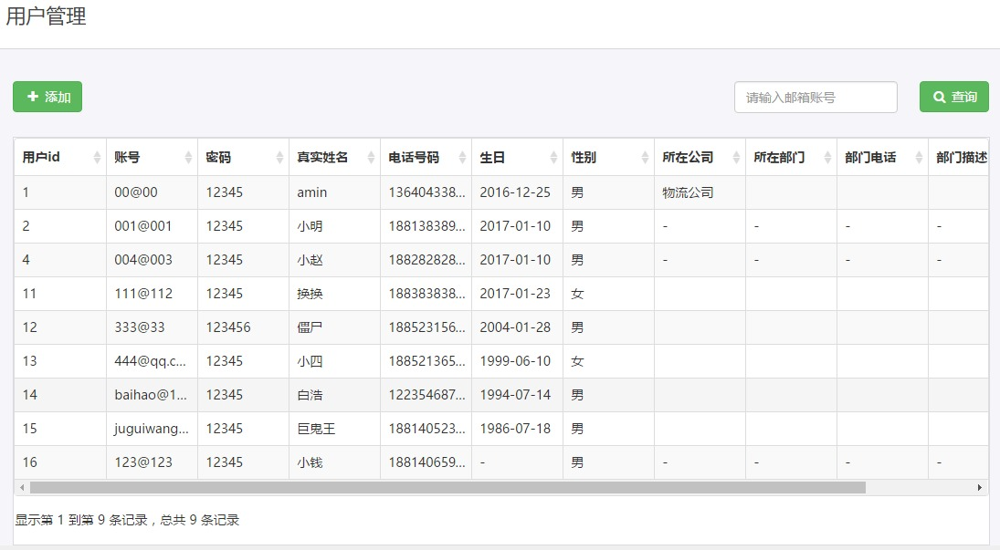 用户管理
添加 请输入邮箱账号 查询
用户id 账号 密码 真实姓名 电话号码 生日 性别 所在公司 所在部门 部门电话 部门描述
1 00@00 12345 amin 136404338... 2016-12-25 男 物流公司
2 001@001 12345 小明 188138389... 2017-01-10 男 - - - -
4 004@003 12345 小赵 188282828... 2017-01-10 男 - - - -
11 111@112 12345 换换 188383838... 2017-01-23 女
12 333@33 123456 僵尸 188523156... 2004-01-28 男
13 444@qq.c... 12345 小四 188521365... 1999-06-10 女
14 baihao@1... 12345 白浩 122354687... 1994-07-14 男
15 juguiwang... 12345 巨鬼王 188140523... 1986-07-18 男
16 123@123 12345 小钱 188140659... - 男 - - - -
显示第 1 到第 9 条记录，总共 9 条记录